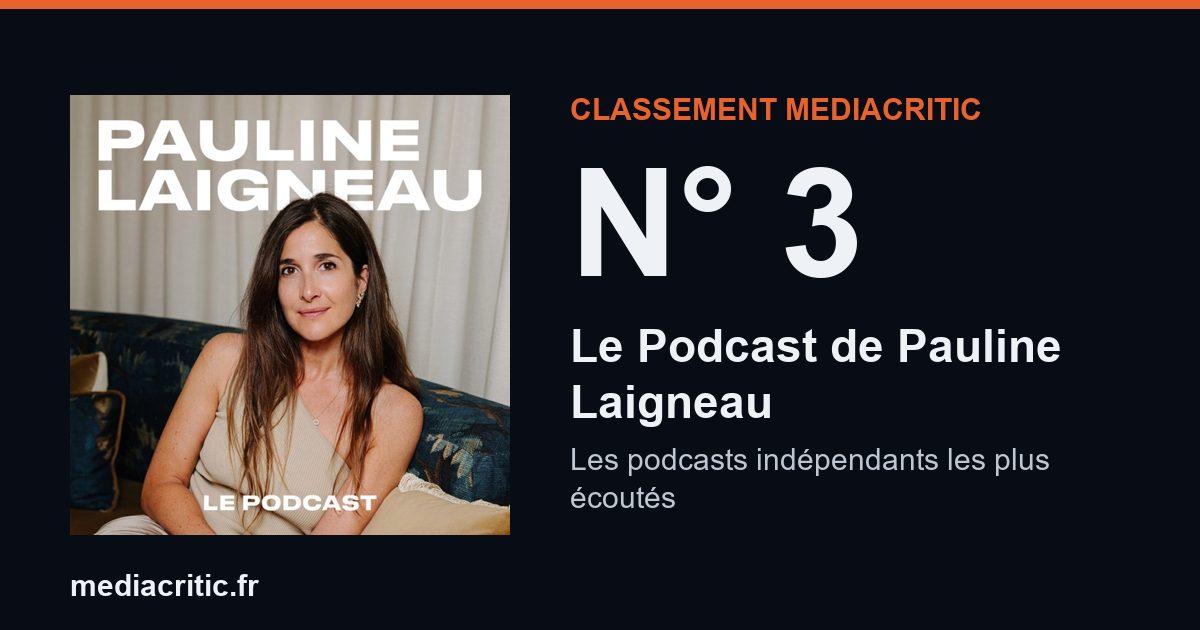 PAULINE
LAIGNEAU
LE PODCAST
CLASSEMENT MEDIACRITIC
N° 3
Le Podcast de Pauline
Laigneau
Les podcasts indépendants les plus
écoutés
mediacritic.fr